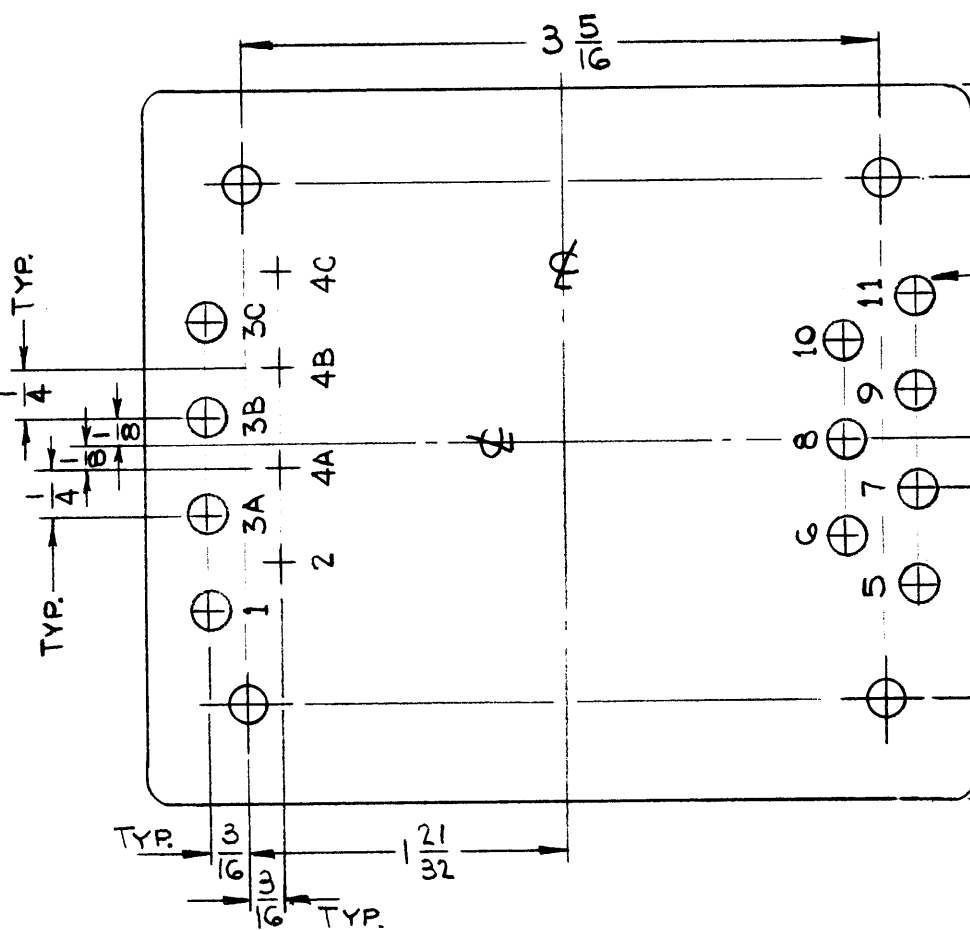 3 5/16
TYP.
1/4
1/8
1/8
1/4
TYP.
4C
3C
4B
3B
4A
3A
2
1
℄
℄
11
10
9
8
7
6
5
TYP.
3/16
1 21/32
3/16
TYP.